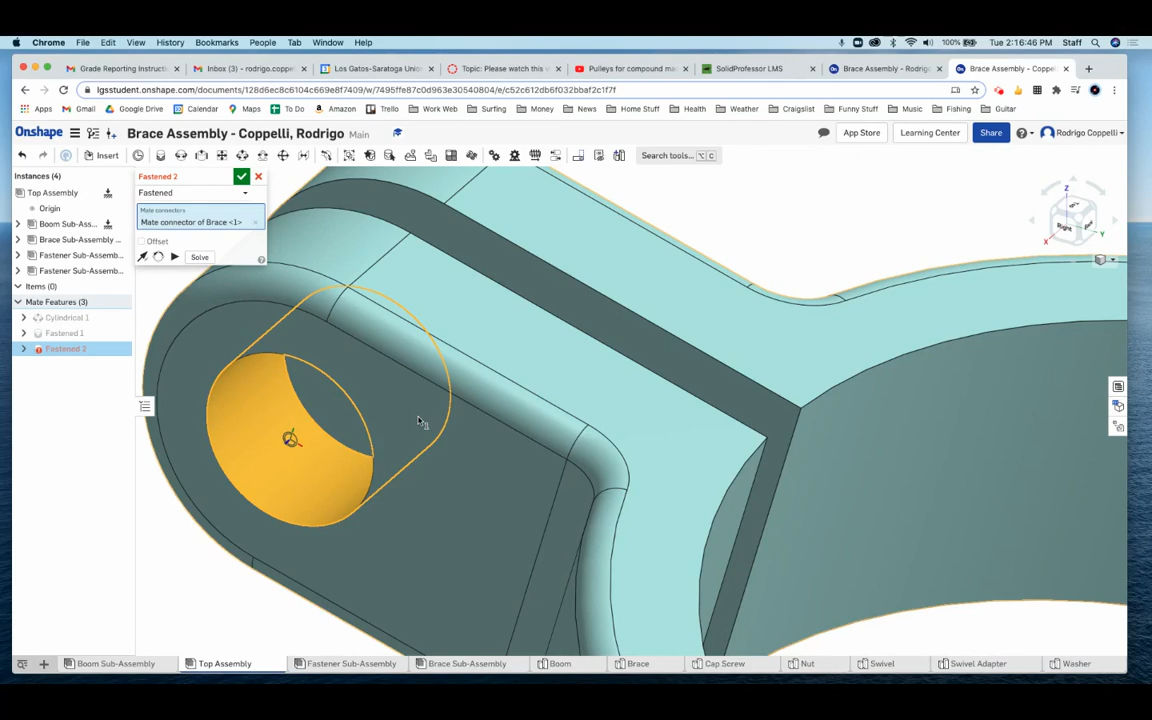 Chrome File Edit View History Bookmarks People Tab Window Help 100% Tue 2:16:46 PM Staff
Grade Reporting Instructi Inbox (3) - rodrigo.coppel Los Gatos-Saratoga Union Topic: Please watch this v Pulleys for compound ma SolidProfessor LMS Brace Assembly - Rodrig Brace Assembly - Coppel
lgsstudent.onshape.com/documents/128d6ec8c6104c669e8f7409/w/7495ffe87c0d963e30540804/e/c52c612db6f032bbaf2c1f7f
Apps Gmail Google Drive Calendar Maps To Do Amazon Trello Work Web Surfing Money News Home Stuff Health Weather Craigslist Funny Stuff Music Fishing Guitar
Onshape Brace Assembly - Coppelli, Rodrigo Main App Store Learning Center Share Rodrigo Coppelli
Insert Search tools... C
Instances (4)
Top Assembly
Origin
Boom Sub-Ass...
Brace Sub-Assembly ...
Fastener Sub-Assemb...
Fastener Sub-Assemb...
Items (0)
Mate Features (3)
Cylindrical 1
Fastened 1
Fastened 2
Fastened 2
Fastened
Mate connectors
Mate connector of Brace <1>
Offset
Solve
Z
Right
X
Y
Boom Sub-Assembly Top Assembly Fastener Sub-Assembly Brace Sub-Assembly Boom Brace Cap Screw Nut Swivel Swivel Adapter Washer